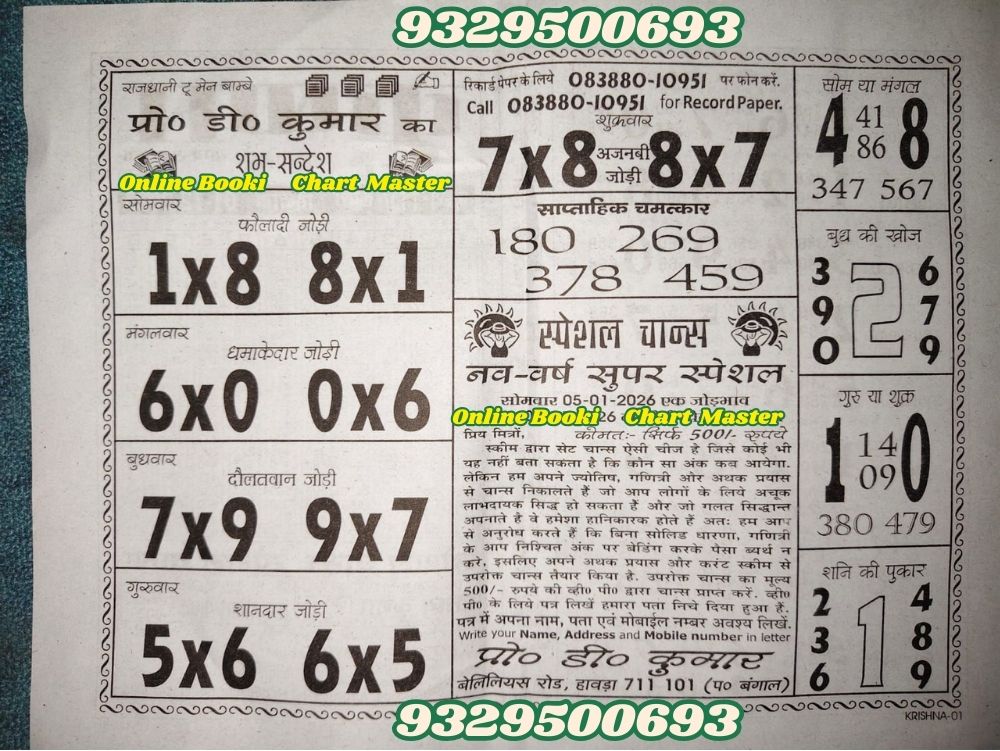 9329500693
राजधानी टू मेन बाम्बे
प्रो० डी० कुमार का
शुभ-सन्देश
Online Booki Chart Master
सोमवार
फौलादी जोड़ी
1x8 8x1
मंगलवार
धमाकेदार जोड़ी
6x0 0x6
बुधवार
दौलतवान जोड़ी
7x9 9x7
गुरुवार
शानदार जोड़ी
5x6 6x5
रिकार्ड पेपर के लिये 083880-10951 पर फोन करें.
Call 083880-10951 for Record Paper.
शुक्रवार
7x8 अजनबी जोड़ी 8x7
साप्ताहिक चमत्कार
180 269
378 459
स्पेशल चान्स
नव-वर्ष सुपर स्पेशल
सोमवार 05-01-2026 एक जोड़भाव
Online Booki 26 Chart Master
प्रिय मित्रों, कीमतः- सिर्फ 500/- रुपये
स्कीम द्वारा सेट चान्स ऐसी चीज है जिसे कोई भी
यह नहीं बता सकता है कि कौन सा अंक कब आयेगा.
लेकिन हम अपने ज्योतिष, गणित्री और अथक प्रयास
से चान्स निकालते हैं जो आप लोगों के लिये अचूक
लाभदायक सिद्ध हो सकता हैं और जो गलत सिद्धान्त
अपनाते हैं वे हमेशा हानिकारक होते हैं अतः हम आप
से अनुरोध करते हैं कि बिना सोलिड धारणा, गणित्री
के आप निश्चित अंक पर बेडिंग करके पैसा ब्यर्थ न
करे, इसलिए अपने अथक प्रयास और करंट स्कीम से
उपरोक्त चान्स तैयार किया है. उपरोक्त चान्स का मूल्य
500/- रुपये की व्ही० पी० द्वारा चान्स प्राप्त करें. व्ही०
पी० के लिये पत्र लिखें हमारा पता निचे दिया हुआ हैं.
पत्र में अपना नाम, पता एवं मोबाईल नम्बर अवश्य लिखें.
Write your Name, Address and Mobile number in letter
प्रो० डी० कुमार
बेलिलियस रोड, हावड़ा 711 101 (प० बंगाल)
सोम या मंगल
4 41 8
86
347 567
बुध की खोज
3 2 6
9 7
0 9
गुरु या शुक्र
1 14 0
09
380 479
शनि की पुकार
2 1 4
3 8
6 9
KRISHNA-01
9329500693